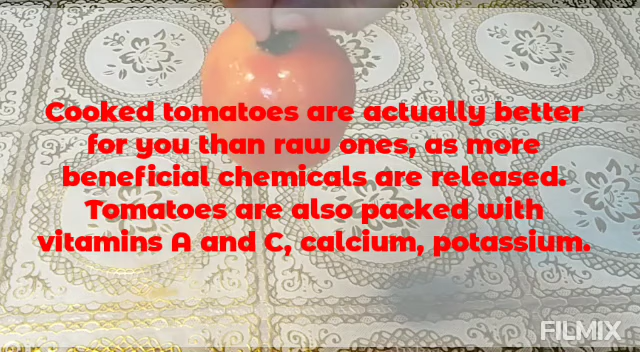 Cooked tomatoes are actually better
for you than raw ones, as more
beneficial chemicals are released.
Tomatoes are also packed with
vitamins A and C, calcium, potassium.
FILMIX